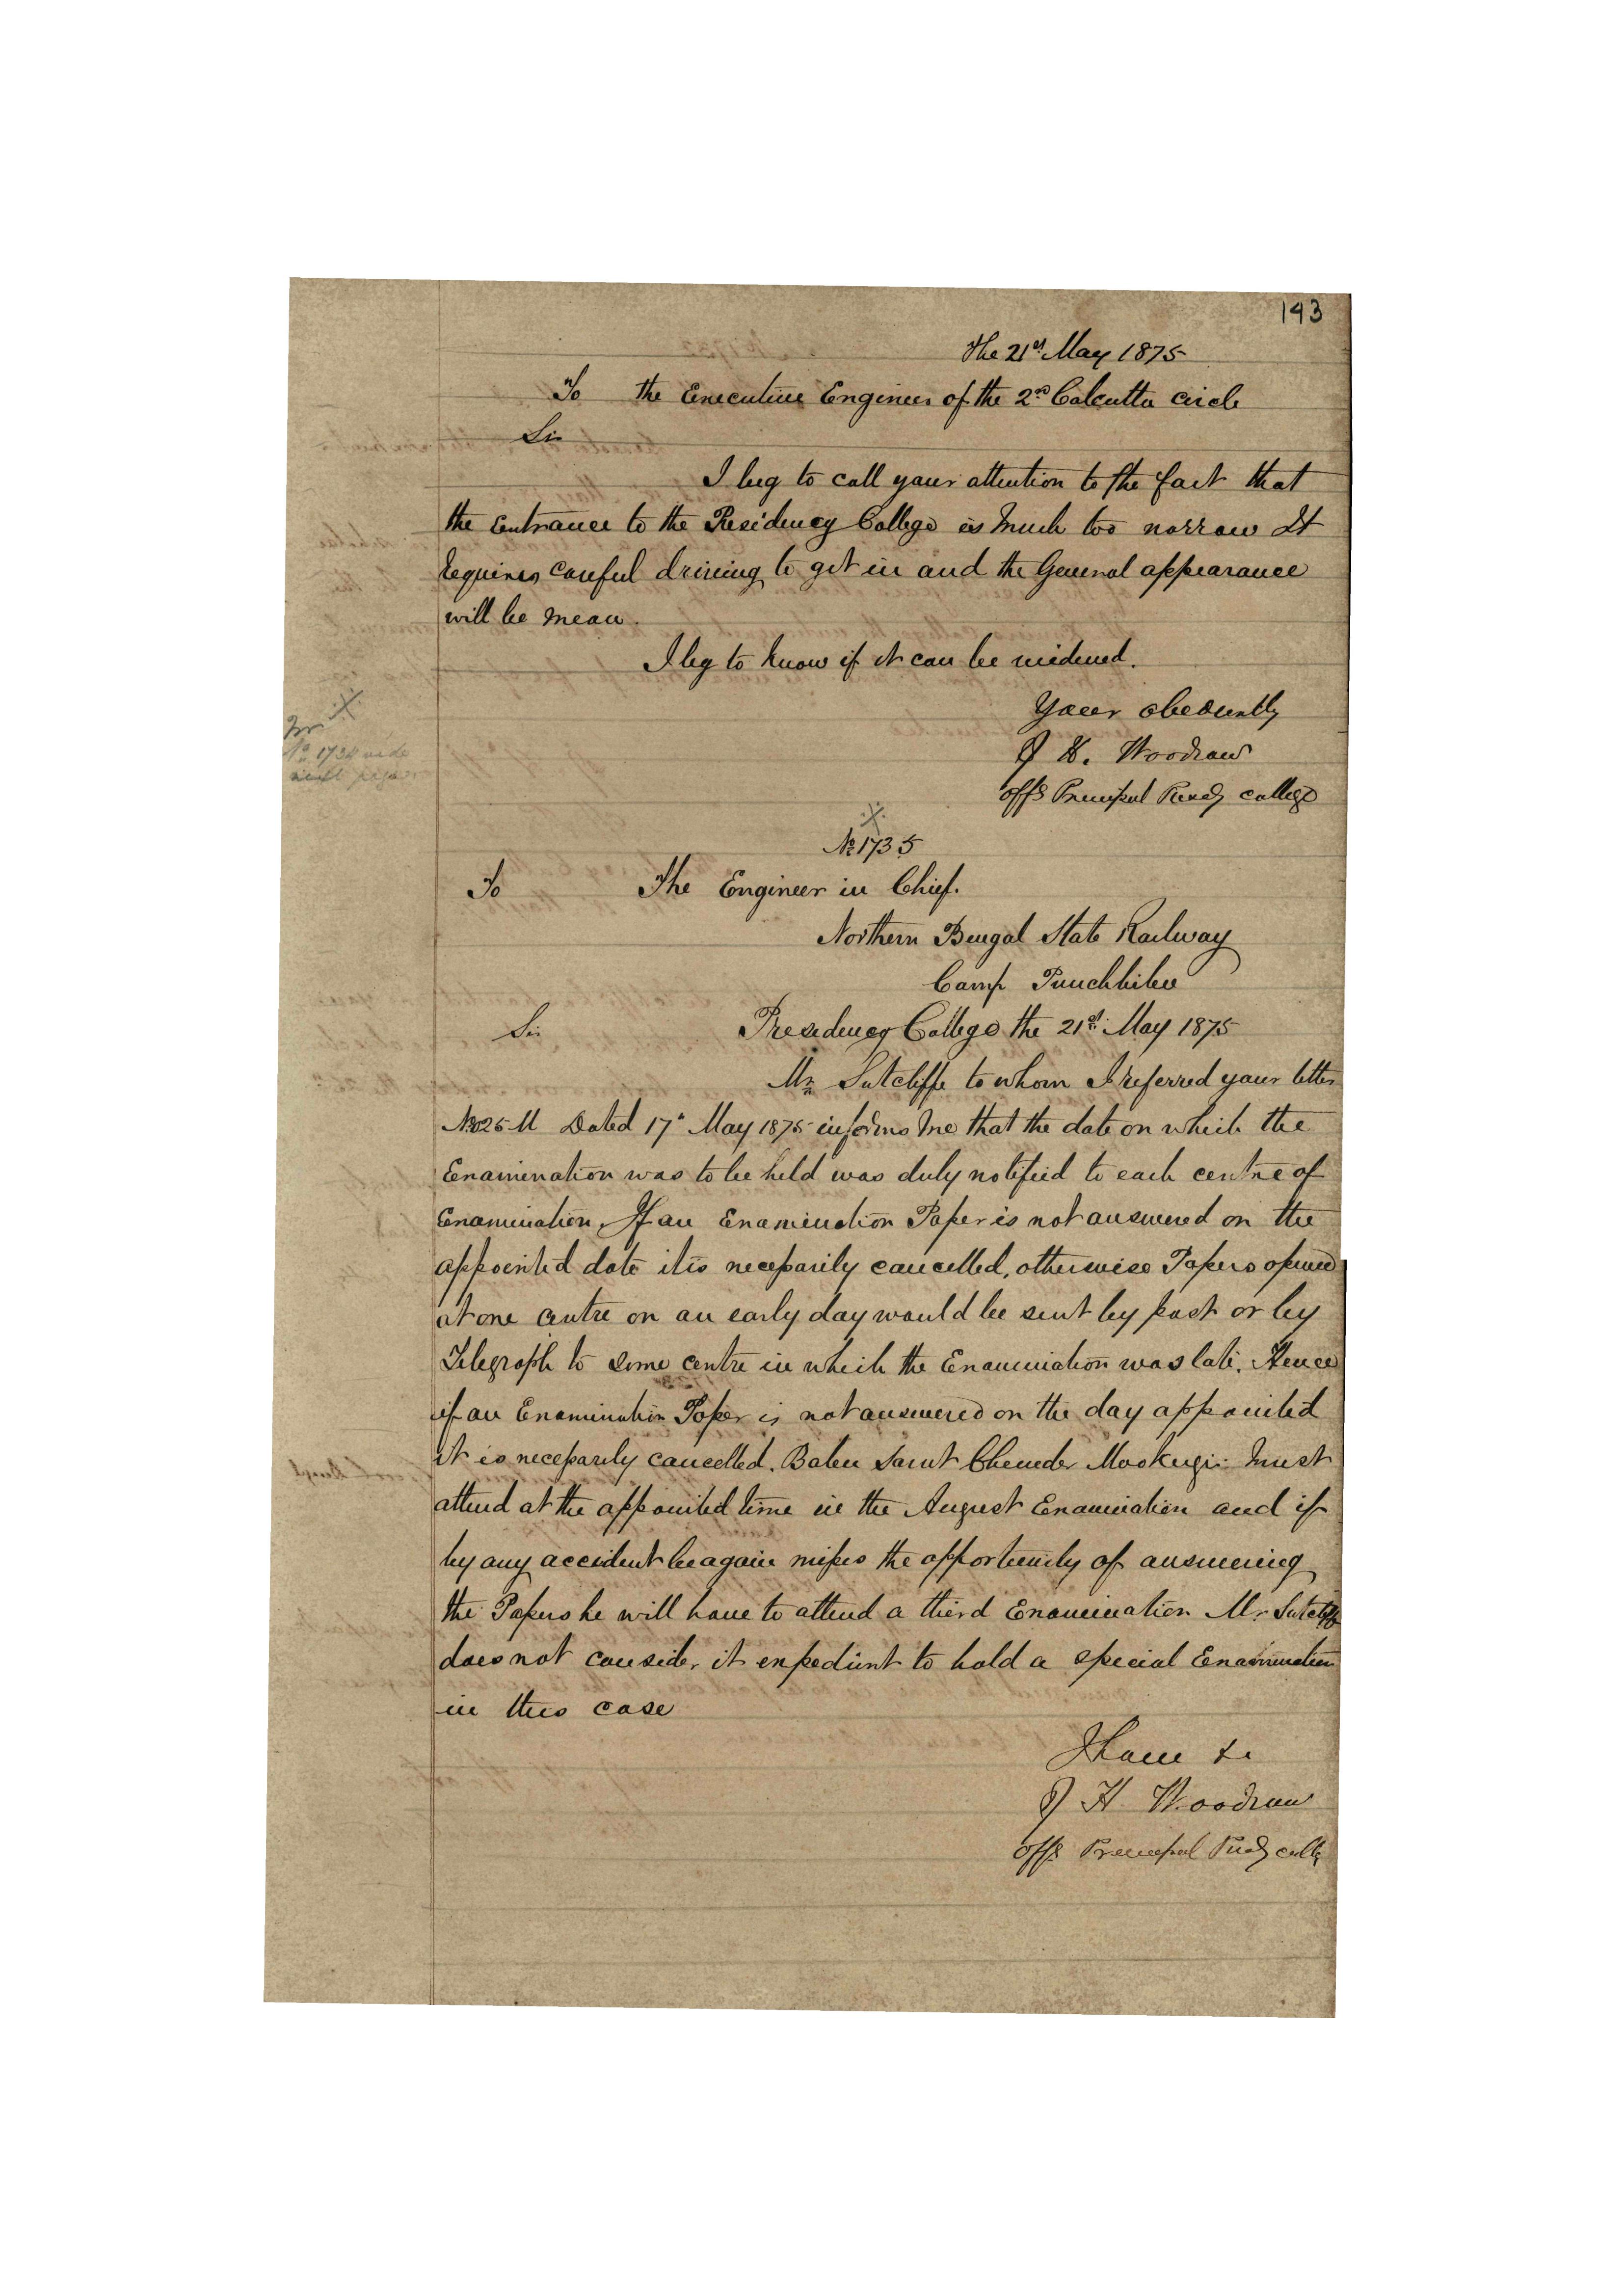 143
The 21st May 1875
To the Executive Engineer of the 2nd Calcutta Circle
Sir
I beg to call your attention to the fact that
the Entrance to the Presidency College is much too narrow It
requires careful driving to get in and the General appearance
will be mean.
I beg to know if it can be widened.
Your obediently
J H. Woodrow
Offg Principal Presdy College
For ⁒
No. 1734 vide
next page
⁒
No 1735
To The Engineer in Chief.
Northern Bengal State Railway
Camp
Sir Presidency College the 21st May 1875
Mr Sutcliffe to whom I referred your letter
Dated 17th May 1875 informs me that the date on which the
Examination was to be held was duly notified to each centre of
Examination, If an Examination Paper is not answered on the
appointed date it is necessarily cancelled, otherwise Papers opened
at one centre on an early day would be sent by post or by
Telegraph to some centre in which the Examination was late. Hence
if an Examination Paper is not answered on the day appointed
it is necessarily cancelled. Baboo Chunder Mookerji must
attend at the appointed time in the August Examination and if
by any accident he again misses the opportunity of answering
the Papers he will have to attend a third Examination Mr Sutcliffe
does not consider it expedient to hold a special Examination
in this case
I have &c
J H Woodrow
Offg Principal Presdy Collg